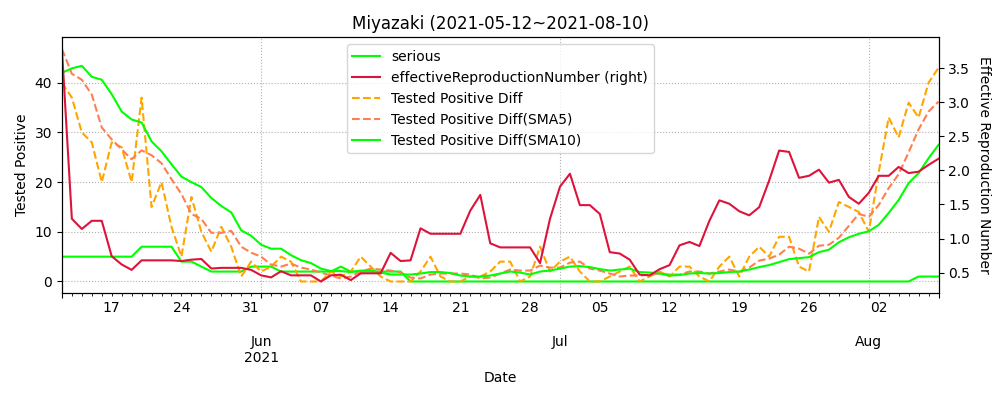 Miyazaki (2021-05-12~2021-08-10)
serious
effectiveReproductionNumber (right)
Tested Positive Diff
Tested Positive Diff(SMA5)
Tested Positive Diff(SMA10)
Tested Positive
40
30
20
10
0
3.5
3.0
2.5
2.0
1.5
1.0
0.5
Effective Reproduction Number
17 24 31 07 14 21 28 05 12 19 26 02
Jun Jul Aug
2021
Date